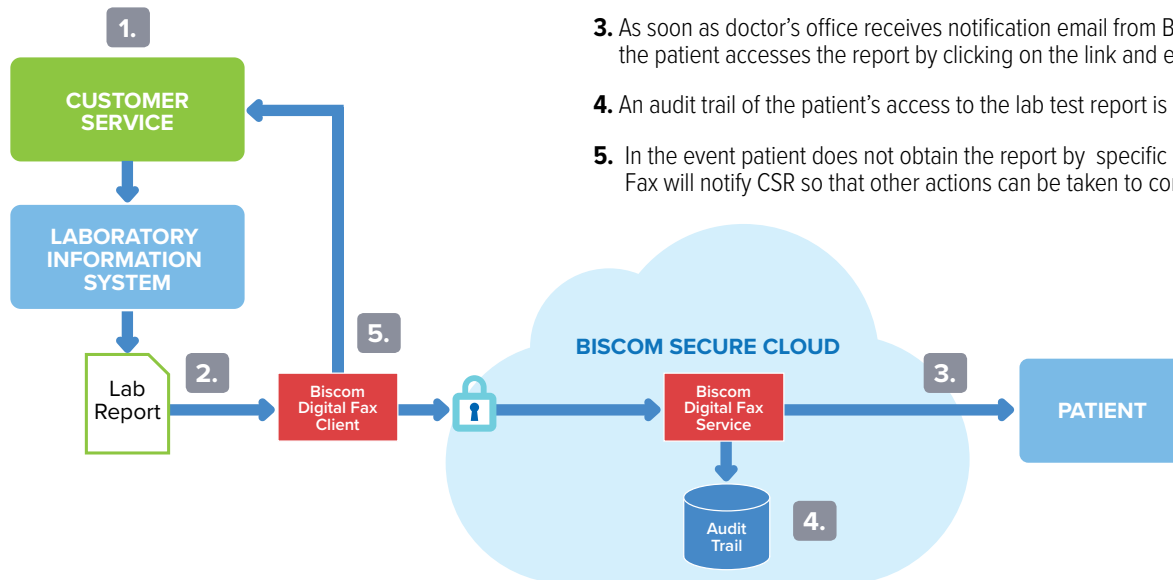 1.
3. As soon as doctor’s office receives notification email from
the patient accesses the report by clicking on the link and
4. An audit trail of the patient’s access to the lab test report is
5. In the event patient does not obtain the report by specific
Fax will notify CSR so that other actions can be taken to
CUSTOMER
SERVICE
LABORATORY
INFORMATION
SYSTEM
5.
BISCOM SECURE CLOUD
2.
3.
Lab
Report
Biscom
Digital Fax
Client
Biscom
Digital Fax
Service
PATIENT
4.
Audit
Trail